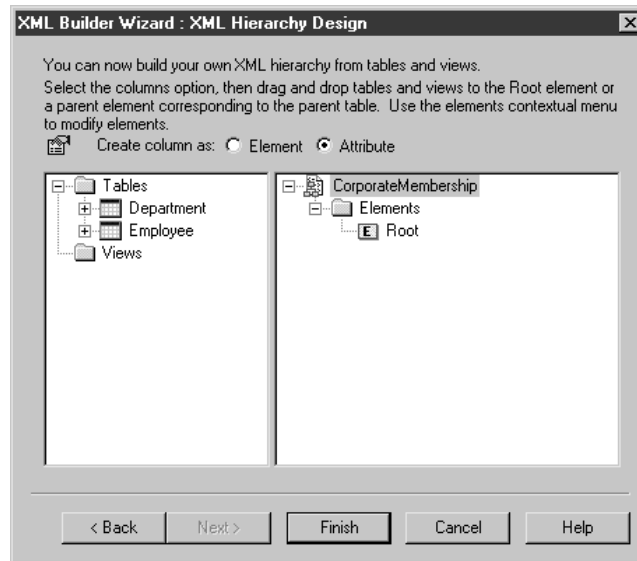 XML Builder Wizard : XML Hierarchy Design
You can now build your own XML hierarchy from tables and views.
Select the columns option, then drag and drop tables and views to the Root element or
a parent element corresponding to the parent table. Use the elements contextual menu
to modify elements.
Create column as: Element Attribute
Tables
Department
Employee
Views
CorporateMembership
Elements
E Root
< Back Next > Finish Cancel Help